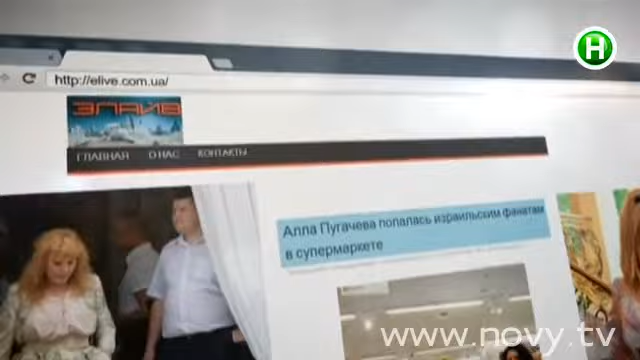 Н
http://elive.com.ua/
ЭЛАЙВ
ГЛАВНАЯ О НАС КОНТАКТЫ
Алла Пугачева попалась израильским фанатам
в супермаркете
www.novy.tv